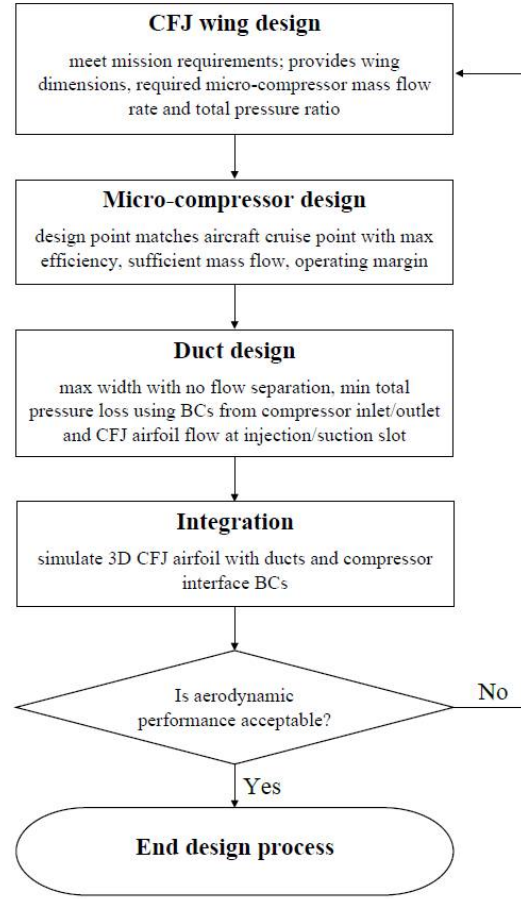 CFJ wing design
meet mission requirements; provides wing
dimensions, required micro-compressor mass flow
rate and total pressure ratio
Micro-compressor design
design point matches aircraft cruise point with max
efficiency, sufficient mass flow, operating margin
Duct design
max width with no flow separation, min total
pressure loss using BCs from compressor inlet/outlet
and CFJ airfoil flow at injection/suction slot
Integration
simulate 3D CFJ airfoil with ducts and compressor
interface BCs
Is aerodynamic
performance acceptable?
No
Yes
End design process